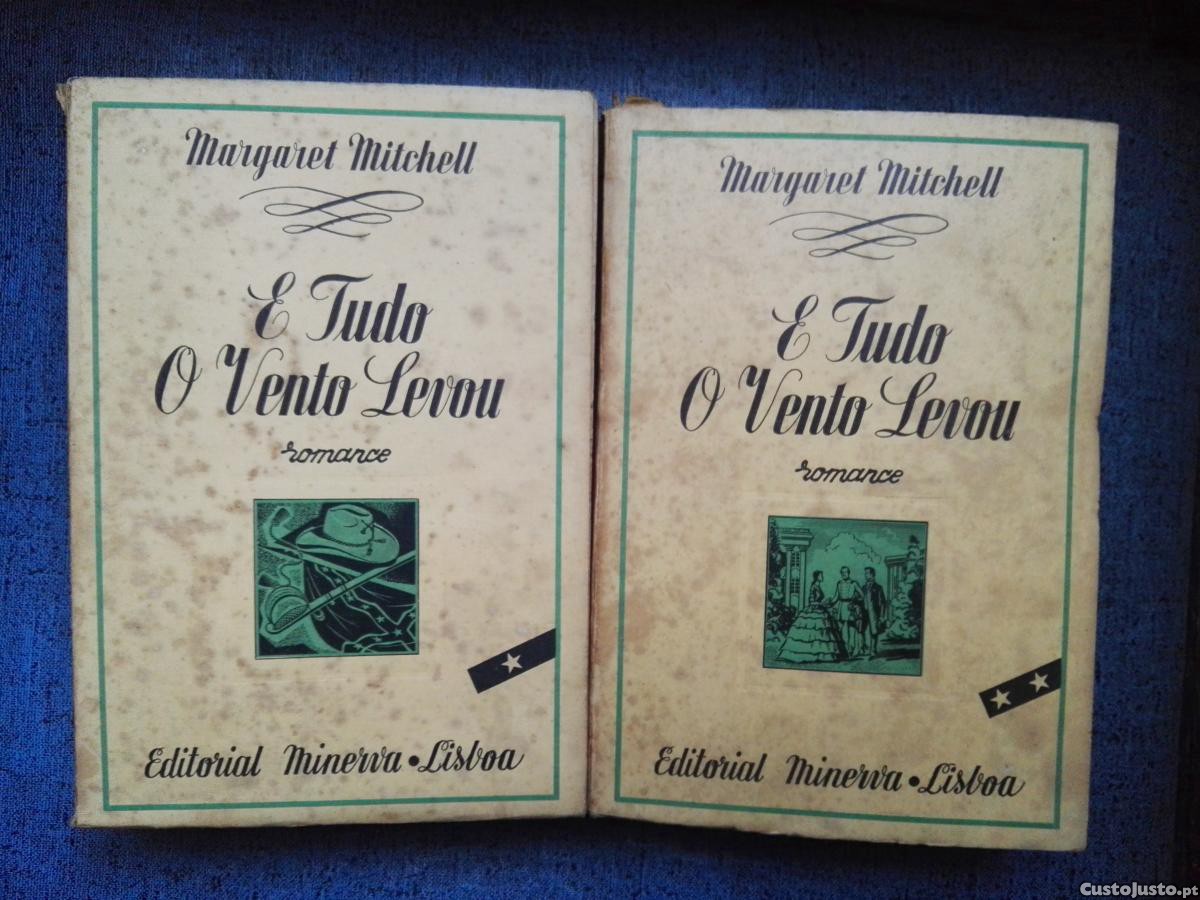 Margaret Mitchell
E Tudo
O Vento Levou
romance
Editorial Minerva • Lisboa
Margaret Mitchell
E Tudo
O Vento Levou
romance
Editorial Minerva • Lisboa
CustoJusto.pt